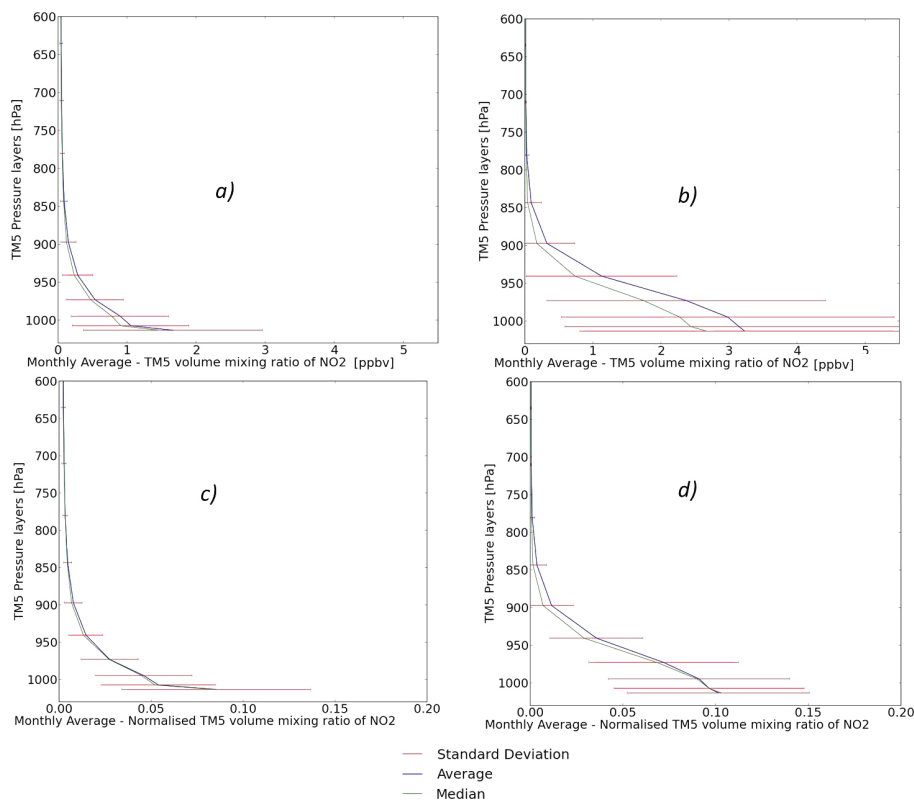 600
650
700
750
800
850
900
950
1000
TM5 Pressure layers [hPa]
a)
0 1 2 3 4 5
Monthly Average - TM5 volume mixing ratio of NO2 [ppbv]
600
650
700
750
800
850
900
950
1000
TM5 Pressure layers [hPa]
b)
0 1 2 3 4 5
Monthly Average - TM5 volume mixing ratio of NO2 [ppbv]
600
650
700
750
800
850
900
950
1000
TM5 Pressure layers [hPa]
c)
0.00 0.05 0.10 0.15 0.20
Monthly Average - Normalised TM5 volume mixing ratio of NO2
600
650
700
750
800
850
900
950
1000
TM5 Pressure layers [hPa]
d)
0.00 0.05 0.10 0.15 0.20
Monthly Average - Normalised TM5 volume mixing ratio of NO2
Standard Deviation
Average
Median